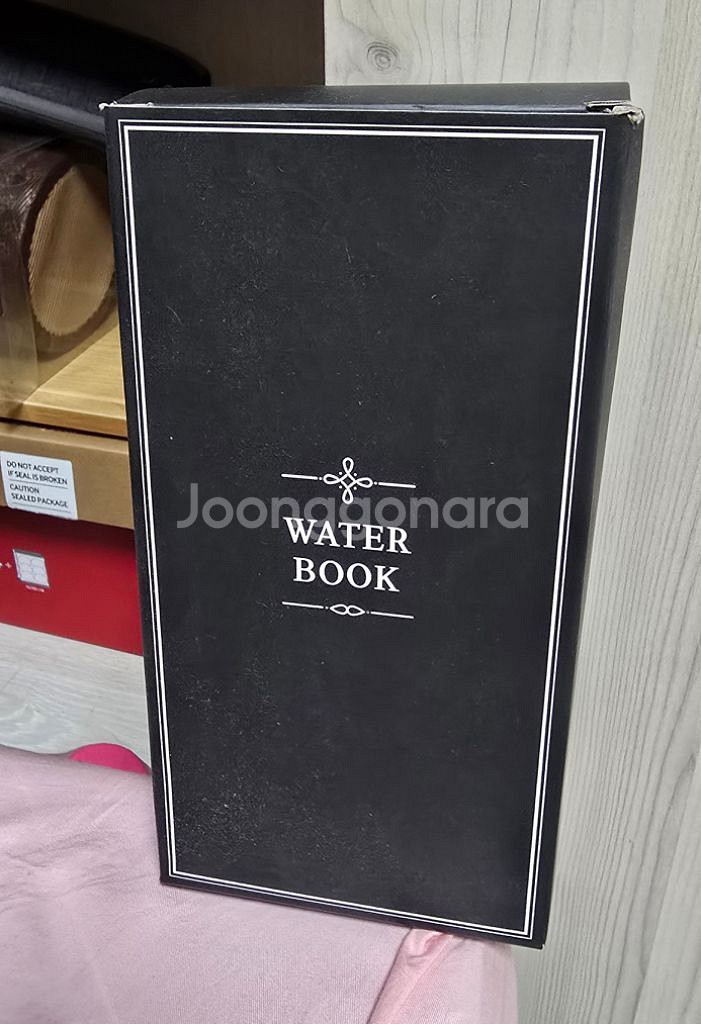 DO NOT ACCEPT
IF SEAL IS BROKEN
CAUTION
SEALED PACKAGE
Joonggonara
WATER
BOOK